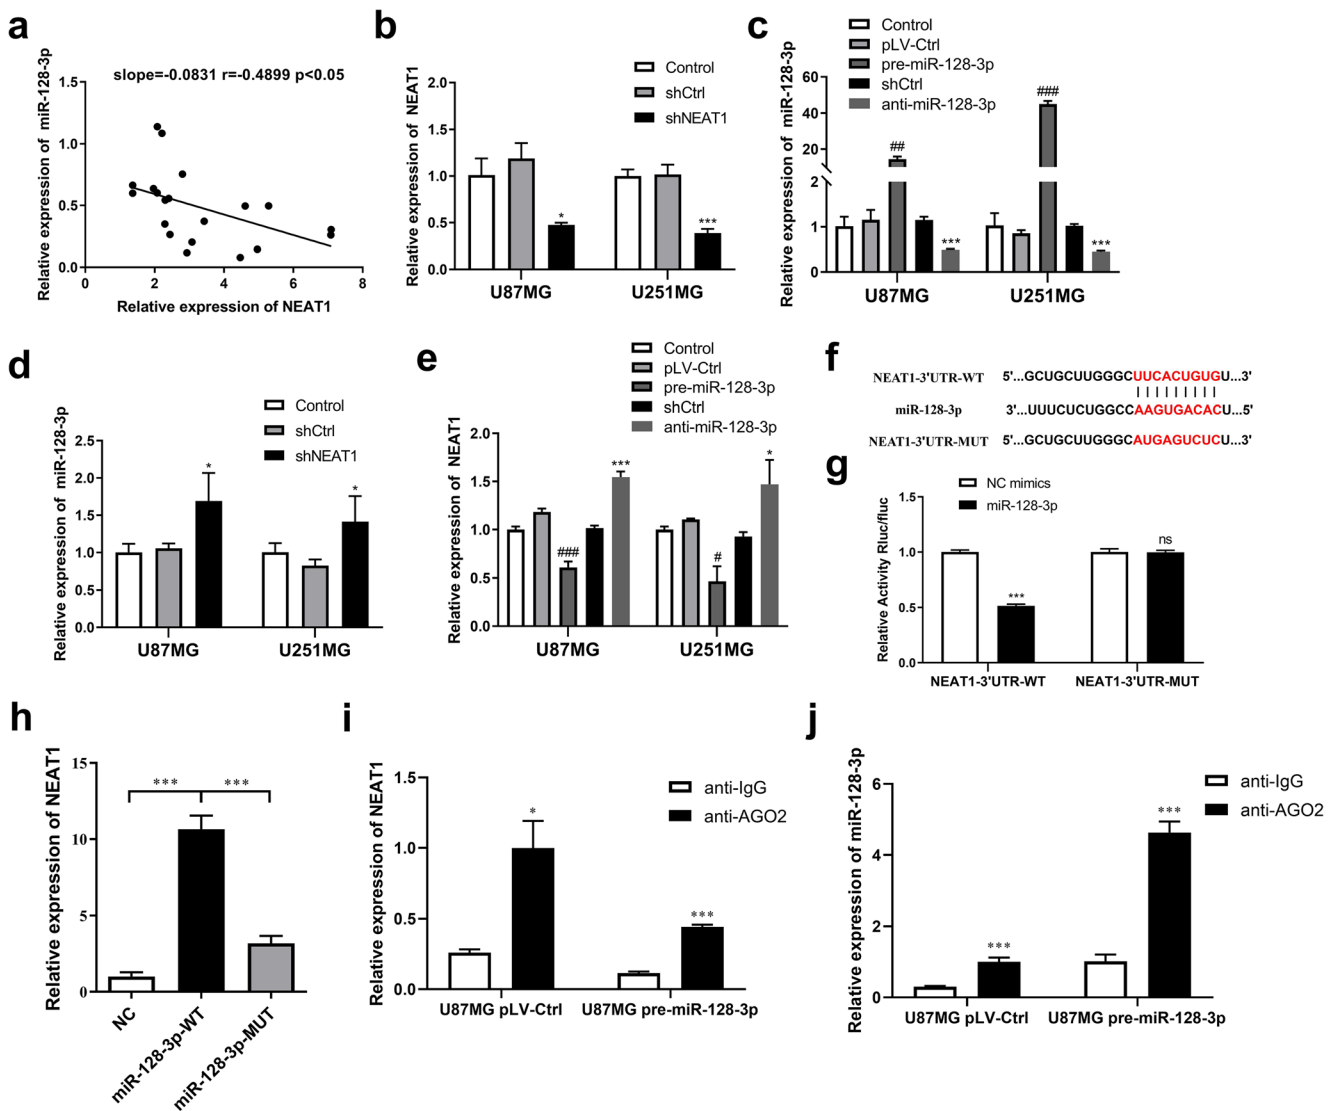 a
slope=-0.0831 r=-0.4899 p<0.05
Relative expression of miR-128-3p
1.5
1.0
0.5
0.0
0 2 4 6 8
Relative expression of NEAT1
b
Control
shCtrl
shNEAT1
Relative expression of NEAT1
2.0
1.5
1.0
0.5
0.0
* ***
U87MG U251MG
c
Control
pLV-Ctrl
pre-miR-128-3p
shCtrl
anti-miR-128-3p
Relative expression of miR-128-3p
60
40
20
2
1
0
## *** ### ***
U87MG U251MG
d
Control
shCtrl
shNEAT1
Relative expression of miR-128-3p
2.5
2.0
1.5
1.0
0.5
0.0
* *
U87MG U251MG
e
Control
pLV-Ctrl
pre-miR-128-3p
shCtrl
anti-miR-128-3p
Relative expression of NEAT1
2.0
1.5
1.0
0.5
0.0
### *** # *
U87MG U251MG
f
NEAT1-3'UTR-WT 5'...GCUGCUUGGGCUUCACUGUGU...3'
miR-128-3p 3'...UUUCUCUGGCCAAGUGACACU...5'
NEAT1-3'UTR-MUT 5'...GCUGCUUGGGCAUGAGUCUCU...3'
g
NC mimics
miR-128-3p
Relative Activity Rluc/fluc
1.5
1.0
0.5
0.0
*** ns
NEAT1-3'UTR-WT NEAT1-3'UTR-MUT
h
Relative expression of NEAT1
15
10
5
0
*** ***
NC
miR-128-3p-WT
miR-128-3p-MUT
i
anti-IgG
anti-AGO2
Relative expression of NEAT1
1.5
1.0
0.5
0.0
* ***
U87MG pLV-Ctrl U87MG pre-miR-128-3p
j
anti-IgG
anti-AGO2
Relative expression of miR-128-3p
6
4
2
0
*** ***
U87MG pLV-Ctrl U87MG pre-miR-128-3p